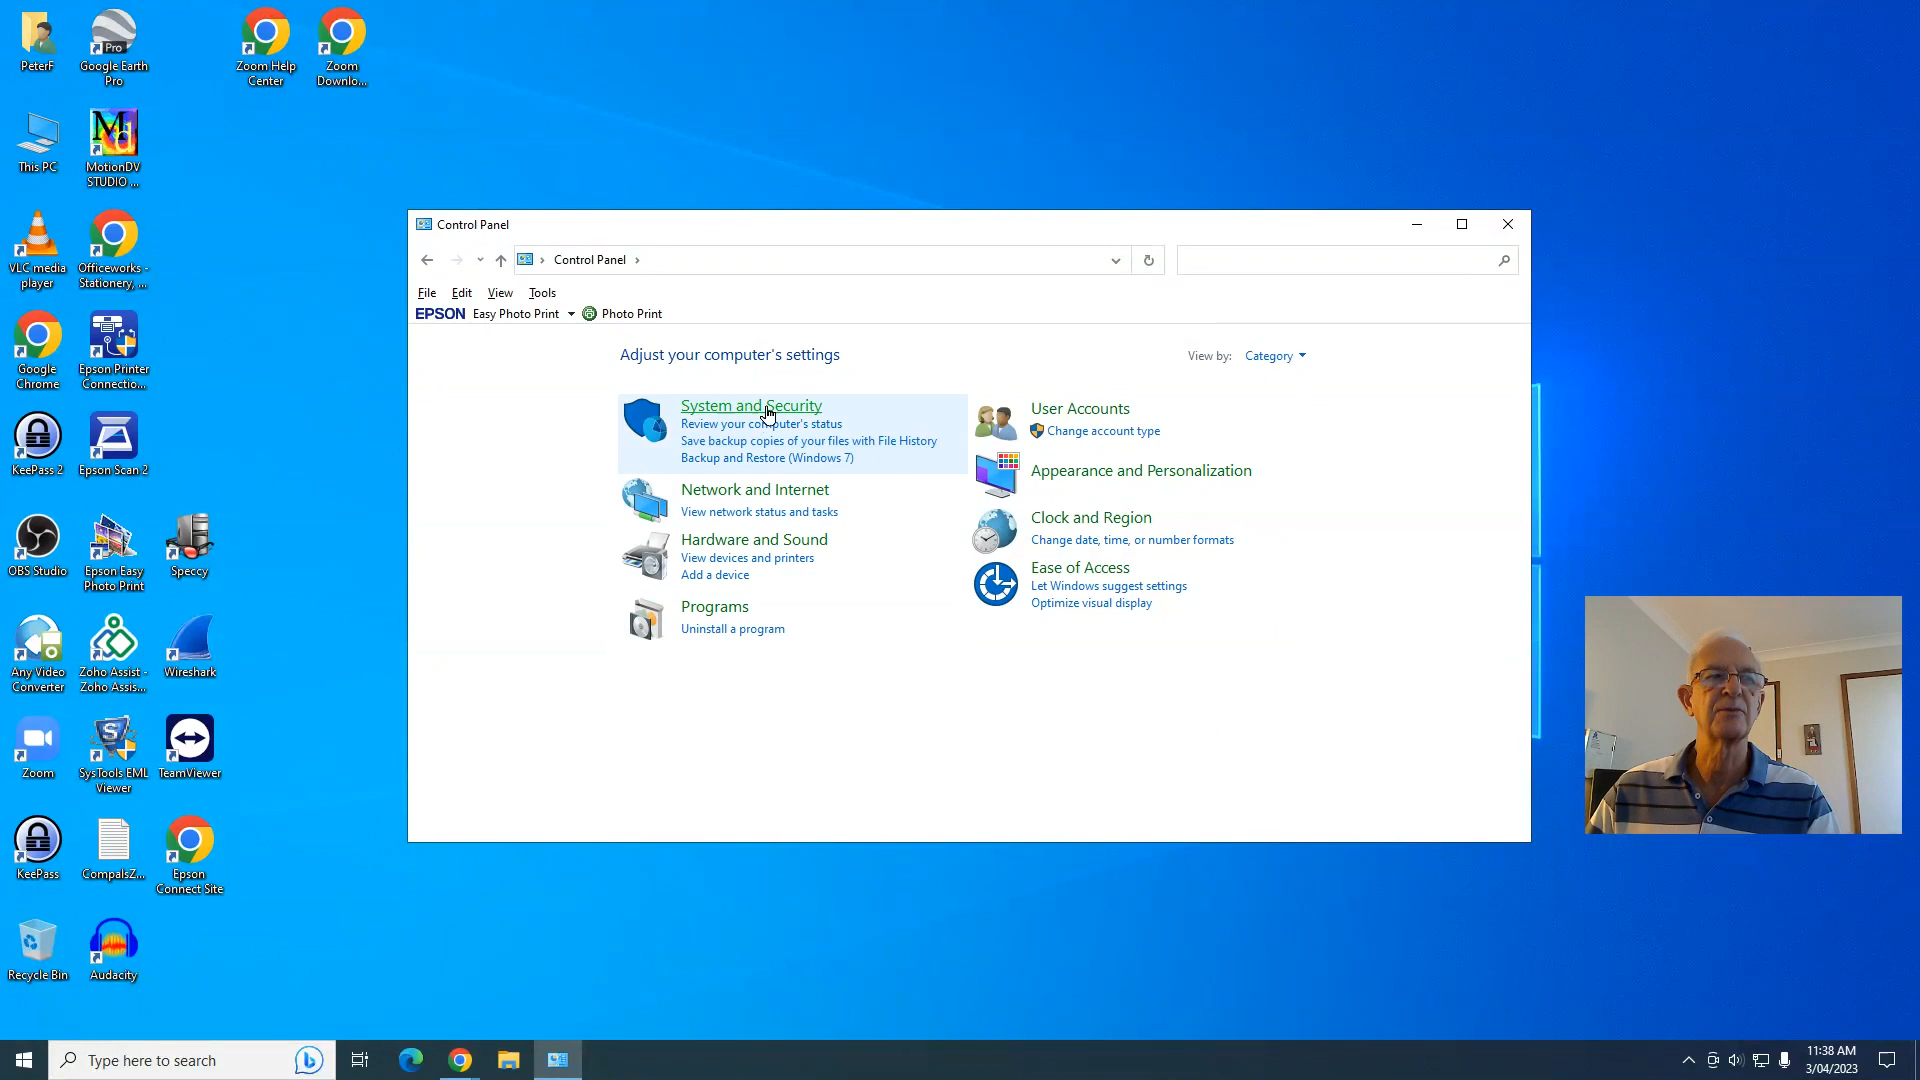 PeterF
Google Earth
Pro
Pro
Zoom Help
Center
Zoom
Downlo...
This PC
MotionDV
STUDIO ...
VLC media
player
Officeworks -
Stationery, ...
Google
Chrome
Epson Printer
Connectio...
KeePass 2
Epson Scan 2
OBS Studio
Epson Easy
Photo Print
Speccy
Any Video
Converter
Zoho Assist -
Zoho Assis...
Wireshark
Zoom
SysTools EML
Viewer
TeamViewer
KeePass
CompalsZ...
Epson
Connect Site
Recycle Bin
Audacity
Control Panel
Control Panel
File Edit View Tools
EPSON Easy Photo Print Photo Print
Adjust your computer's settings
View by: Category
System and Security
Review your computer's status
Save backup copies of your files with File History
Backup and Restore (Windows 7)
Network and Internet
View network status and tasks
Hardware and Sound
View devices and printers
Add a device
Programs
Uninstall a program
User Accounts
Change account type
Appearance and Personalization
Clock and Region
Change date, time, or number formats
Ease of Access
Let Windows suggest settings
Optimize visual display
Type here to search
11:38 AM
3/04/2023